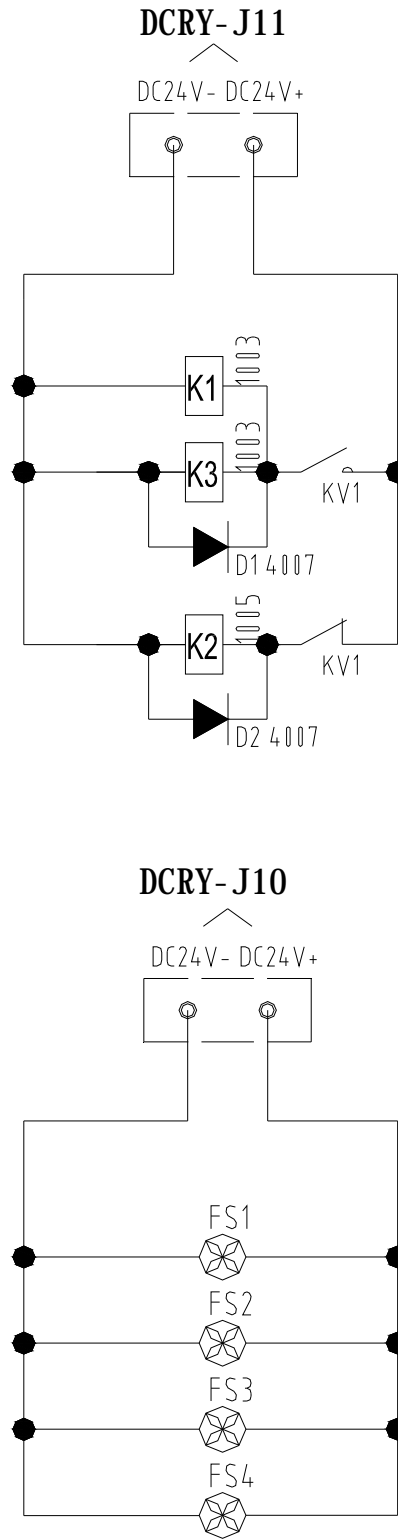 DCRY-J11
DC24V- DC24V+
1003
K1
1003
K3
KV1
D1 4007
1005
K2
KV1
D2 4007
DCRY-J10
DC24V- DC24V+
FS1
FS2
FS3
FS4